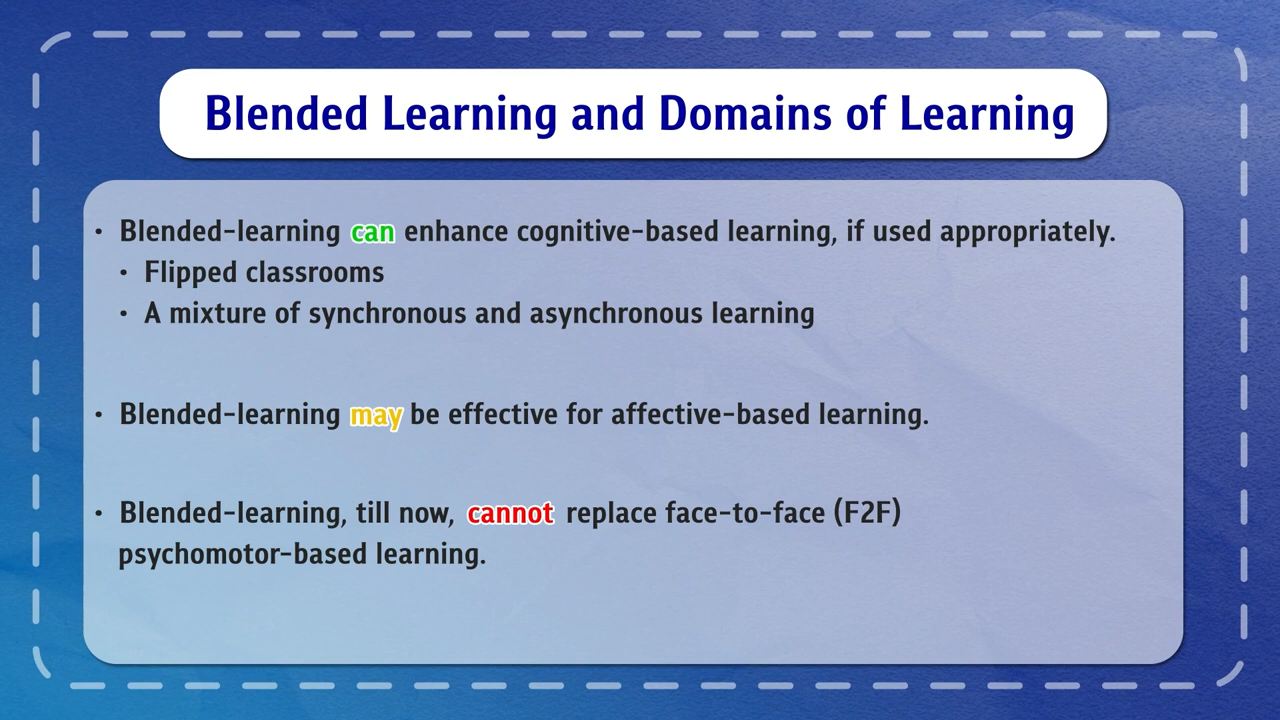 Blended Learning and Domains of Learning
• Blended-learning can enhance cognitive-based learning, if used appropriately.
• Flipped classrooms
• A mixture of synchronous and asynchronous learning
• Blended-learning may be effective for affective-based learning.
• Blended-learning, till now, cannot replace face-to-face (F2F)
psychomotor-based learning.